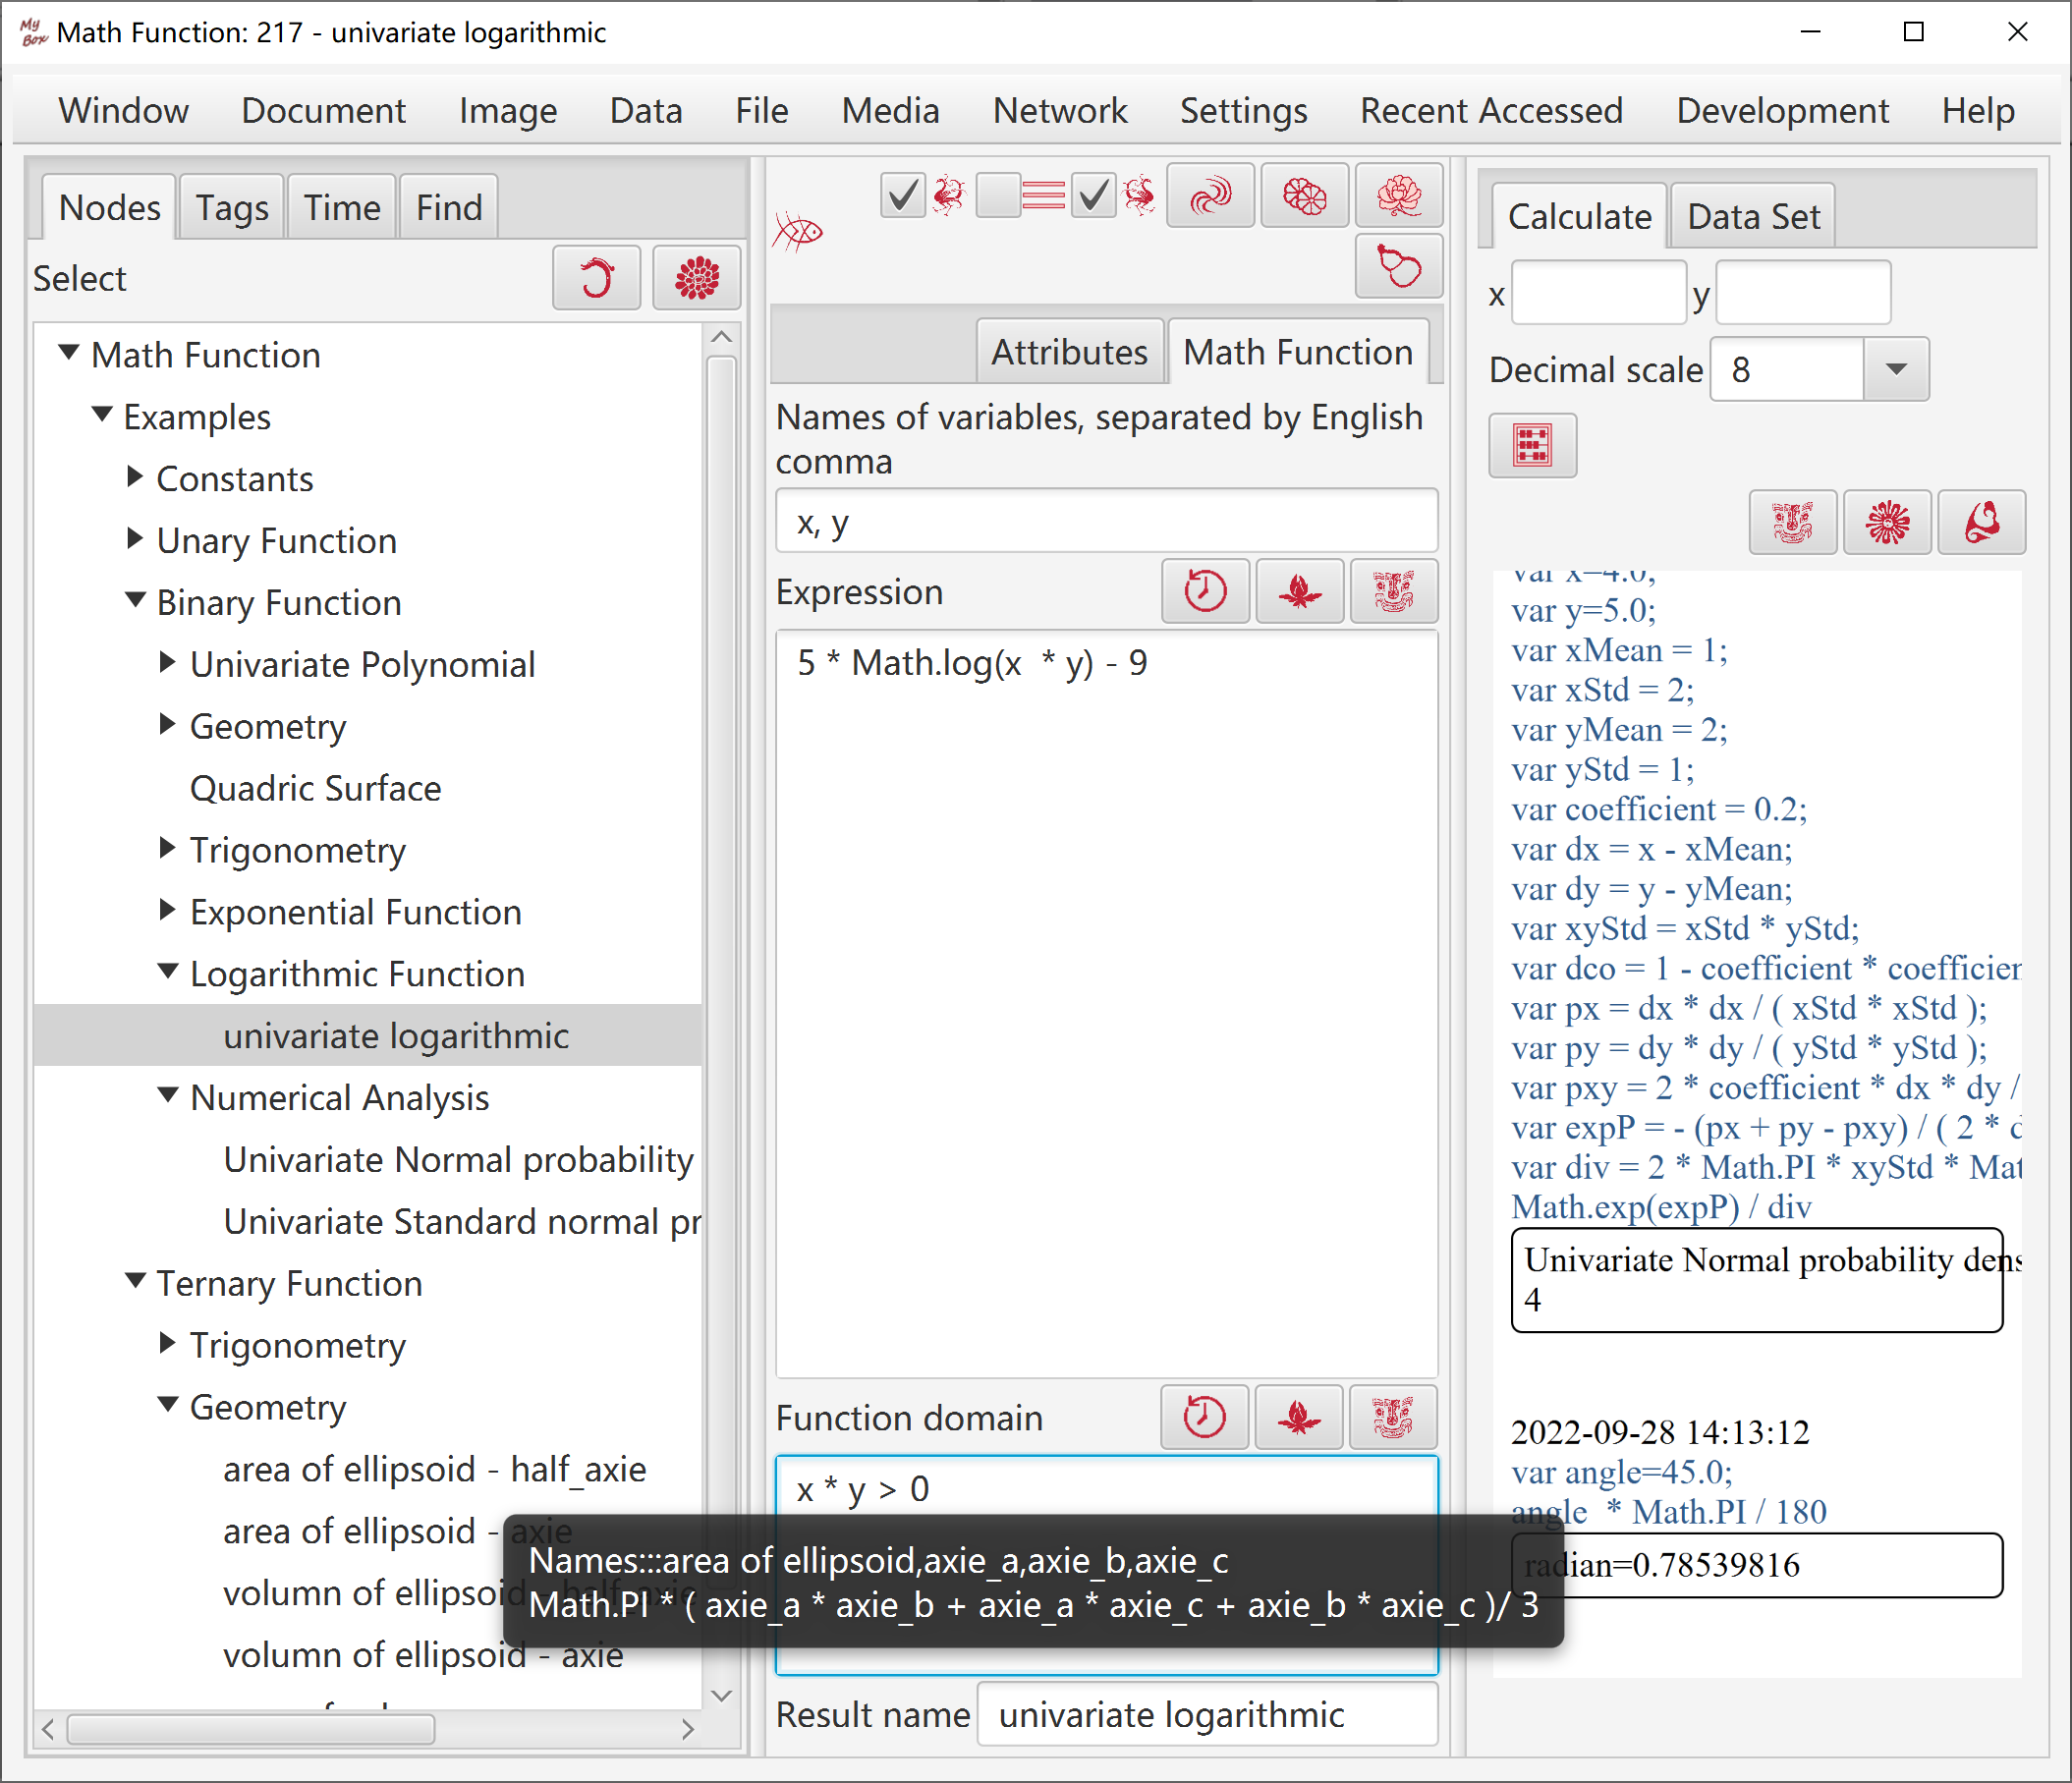 My Box
Math Function: 217 - univariate logarithmic
Window Document Image Data File Media Network Settings Recent Accessed Development Help
Nodes Tags Time Find
Select
Math Function
Examples
Constants
Unary Function
Binary Function
Univariate Polynomial
Geometry
Quadric Surface
Trigonometry
Exponential Function
Logarithmic Function
univariate logarithmic
Numerical Analysis
Univariate Normal probability
Univariate Standard normal pr
Ternary Function
Trigonometry
Geometry
area of ellipsoid - half_axie
area of ellipsoid - axie
volumn of ellipsoid - half_axie
volumn of ellipsoid - axie
Attributes Math Function
Names of variables, separated by English
comma
x, y
Expression
5 * Math.log(x  * y) - 9
Function domain
x * y > 0
Names:::area of ellipsoid,axie_a,axie_b,axie_c
Math.PI * ( axie_a * axie_b + axie_a * axie_c + axie_b * axie_c )/ 3
Result name univariate logarithmic
Calculate Data Set
x y
Decimal scale 8
var x=4.0;
var y=5.0;
var xMean = 1;
var xStd = 2;
var yMean = 2;
var yStd = 1;
var coefficient = 0.2;
var dx = x - xMean;
var dy = y - yMean;
var xyStd = xStd * yStd;
var dco = 1 - coefficient * coefficien
var px = dx * dx / ( xStd * xStd );
var py = dy * dy / ( yStd * yStd );
var pxy = 2 * coefficient * dx * dy /
var expP = - (px + py - pxy) / ( 2 * d
var div = 2 * Math.PI * xyStd * Mat
Math.exp(expP) / div
Univariate Normal probability dens
4
2022-09-28 14:13:12
var angle=45.0;
angle  * Math.PI / 180
radian=0.78539816